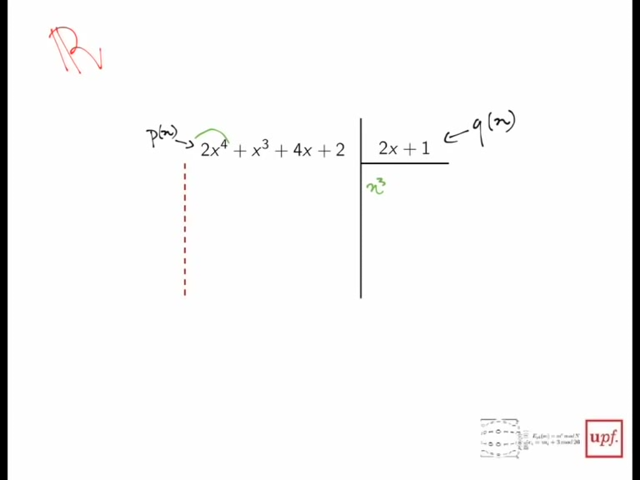 ℝ
p(x) → 2x⁴ + x³ + 4x + 2
2x + 1 ← q(x)
x³
upf.